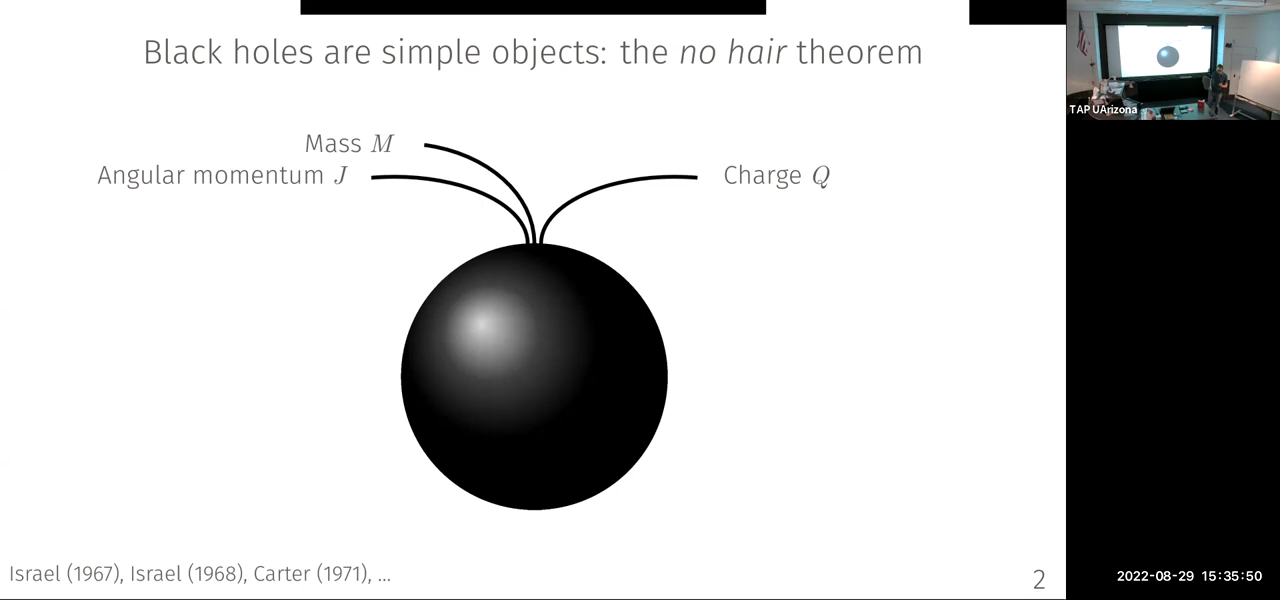 Black holes are simple objects: the no hair theorem
Mass M
Angular momentum J
Charge Q
Israel (1967), Israel (1968), Carter (1971), ...
2
TAP UArizona
2022-08-29 15:35:50